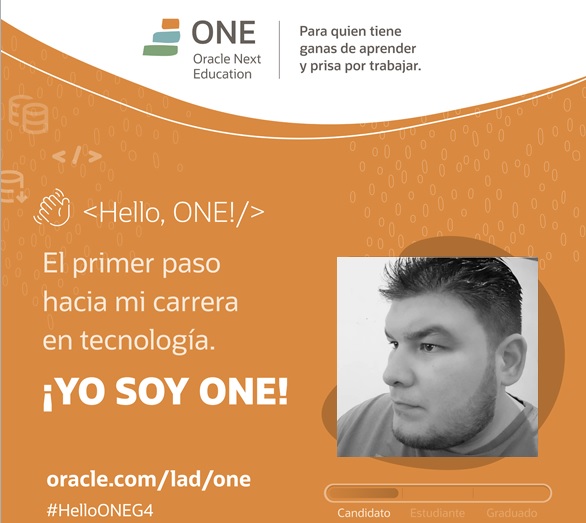 ONE
Oracle Next
Education
Para quien tiene
ganas de aprender
y prisa por trabajar.
</>
<Hello, ONE!/>
El primer paso
hacia mi carrera
en tecnología.
¡YO SOY ONE!
oracle.com/lad/one
#HelloONEG4
Candidato Estudiante Graduado